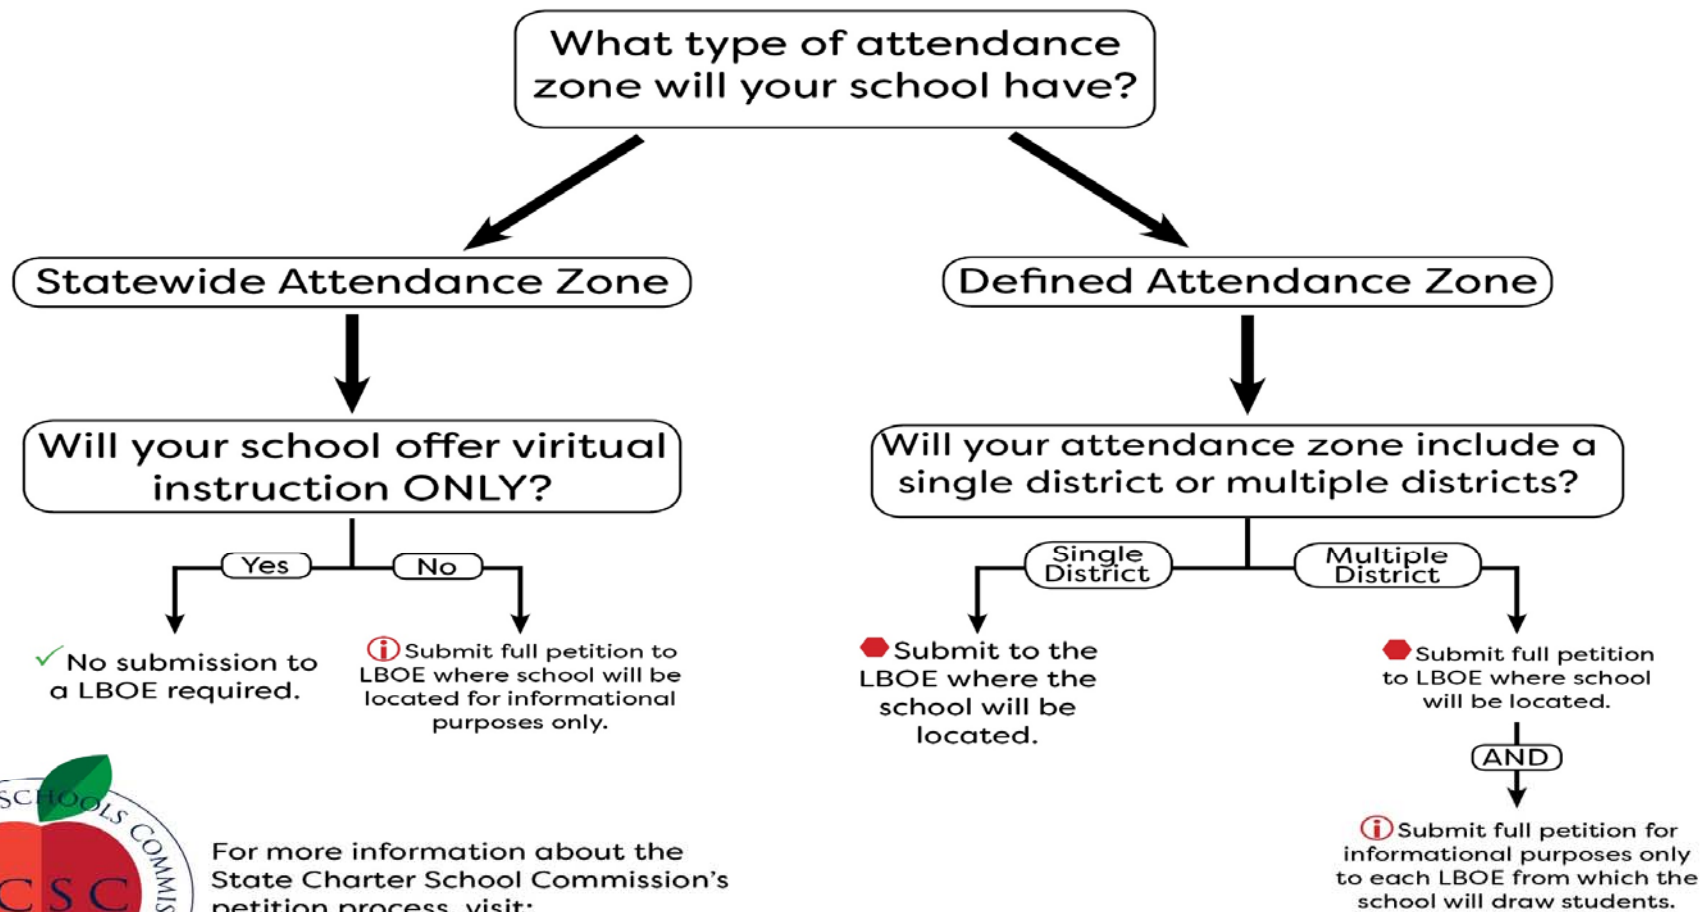 What type of attendance
zone will your school have?
Statewide Attendance Zone
Defined Attendance Zone
Will your school offer viritual
instruction ONLY?
Will your attendance zone include a
single district or multiple districts?
Yes
No
Single
District
Multiple
District
No submission to
a LBOE required.
Submit full petition to
LBOE where school will be
located for informational
purposes only.
Submit to the
LBOE where the
school will be
located.
Submit full petition
to LBOE where school
will be located.
AND
Submit full petition for
informational purposes only
to each LBOE from which the
school will draw students.
SCHOOLS
CSC
For more information about the
State Charter School Commission's
petition process, visit: